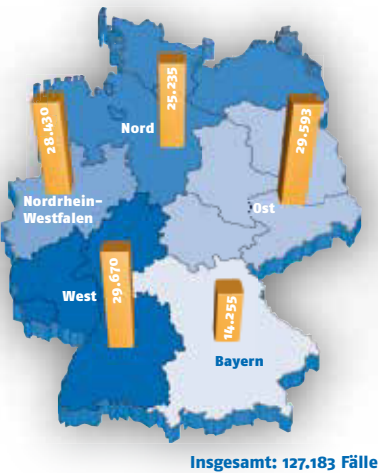 25.235
28.430
29.593
Nord
Nordrhein-
Westfalen
Ost
West
29.670
14.255
Bayern
Insgesamt: 127.183 Fälle